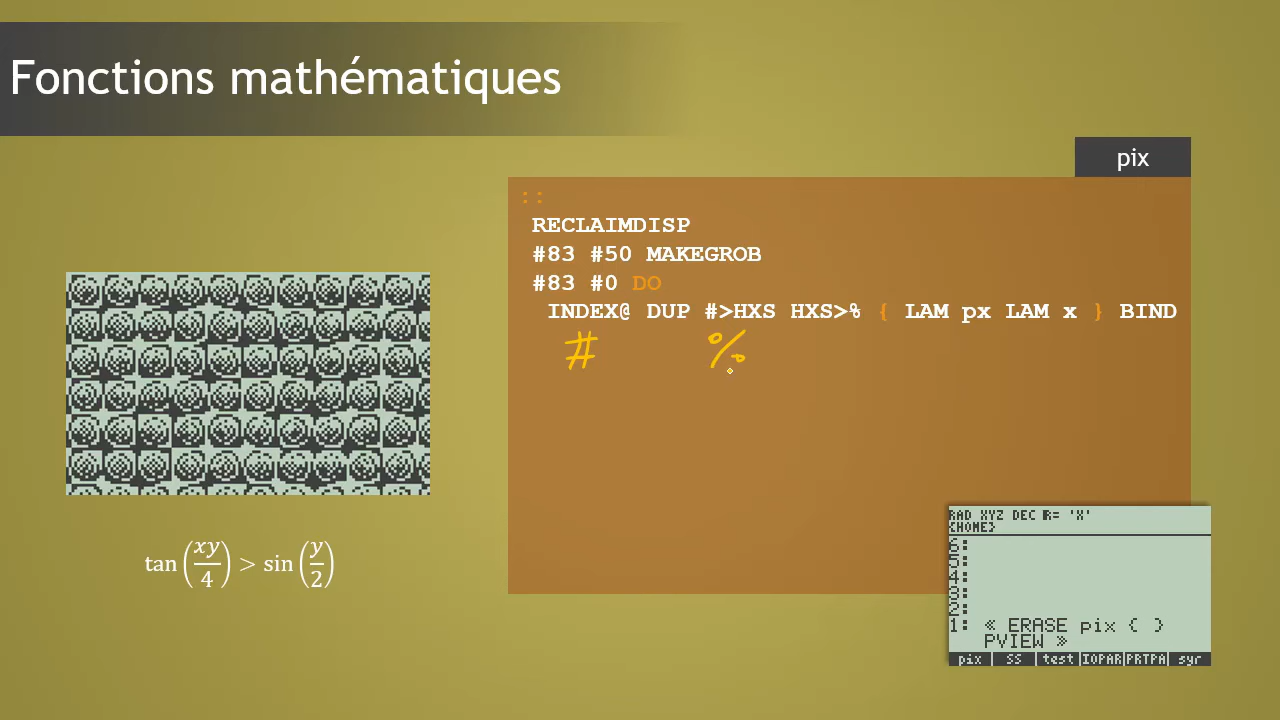 Fonctions mathématiques
pix
::
RECLAIMDISP
#83 #50 MAKEGROB
#83 #0 DO
INDEX@ DUP #>HXS HXS>% { LAM px LAM x } BIND
# %
tan(xy/4) > sin(y/2)
RAD XYZ DEC R= 'X'
{HOME}
6:
5:
4:
3:
2:
1: « ERASE pix { }
PVIEW »
pix SS test IOPAR PRTPA syr